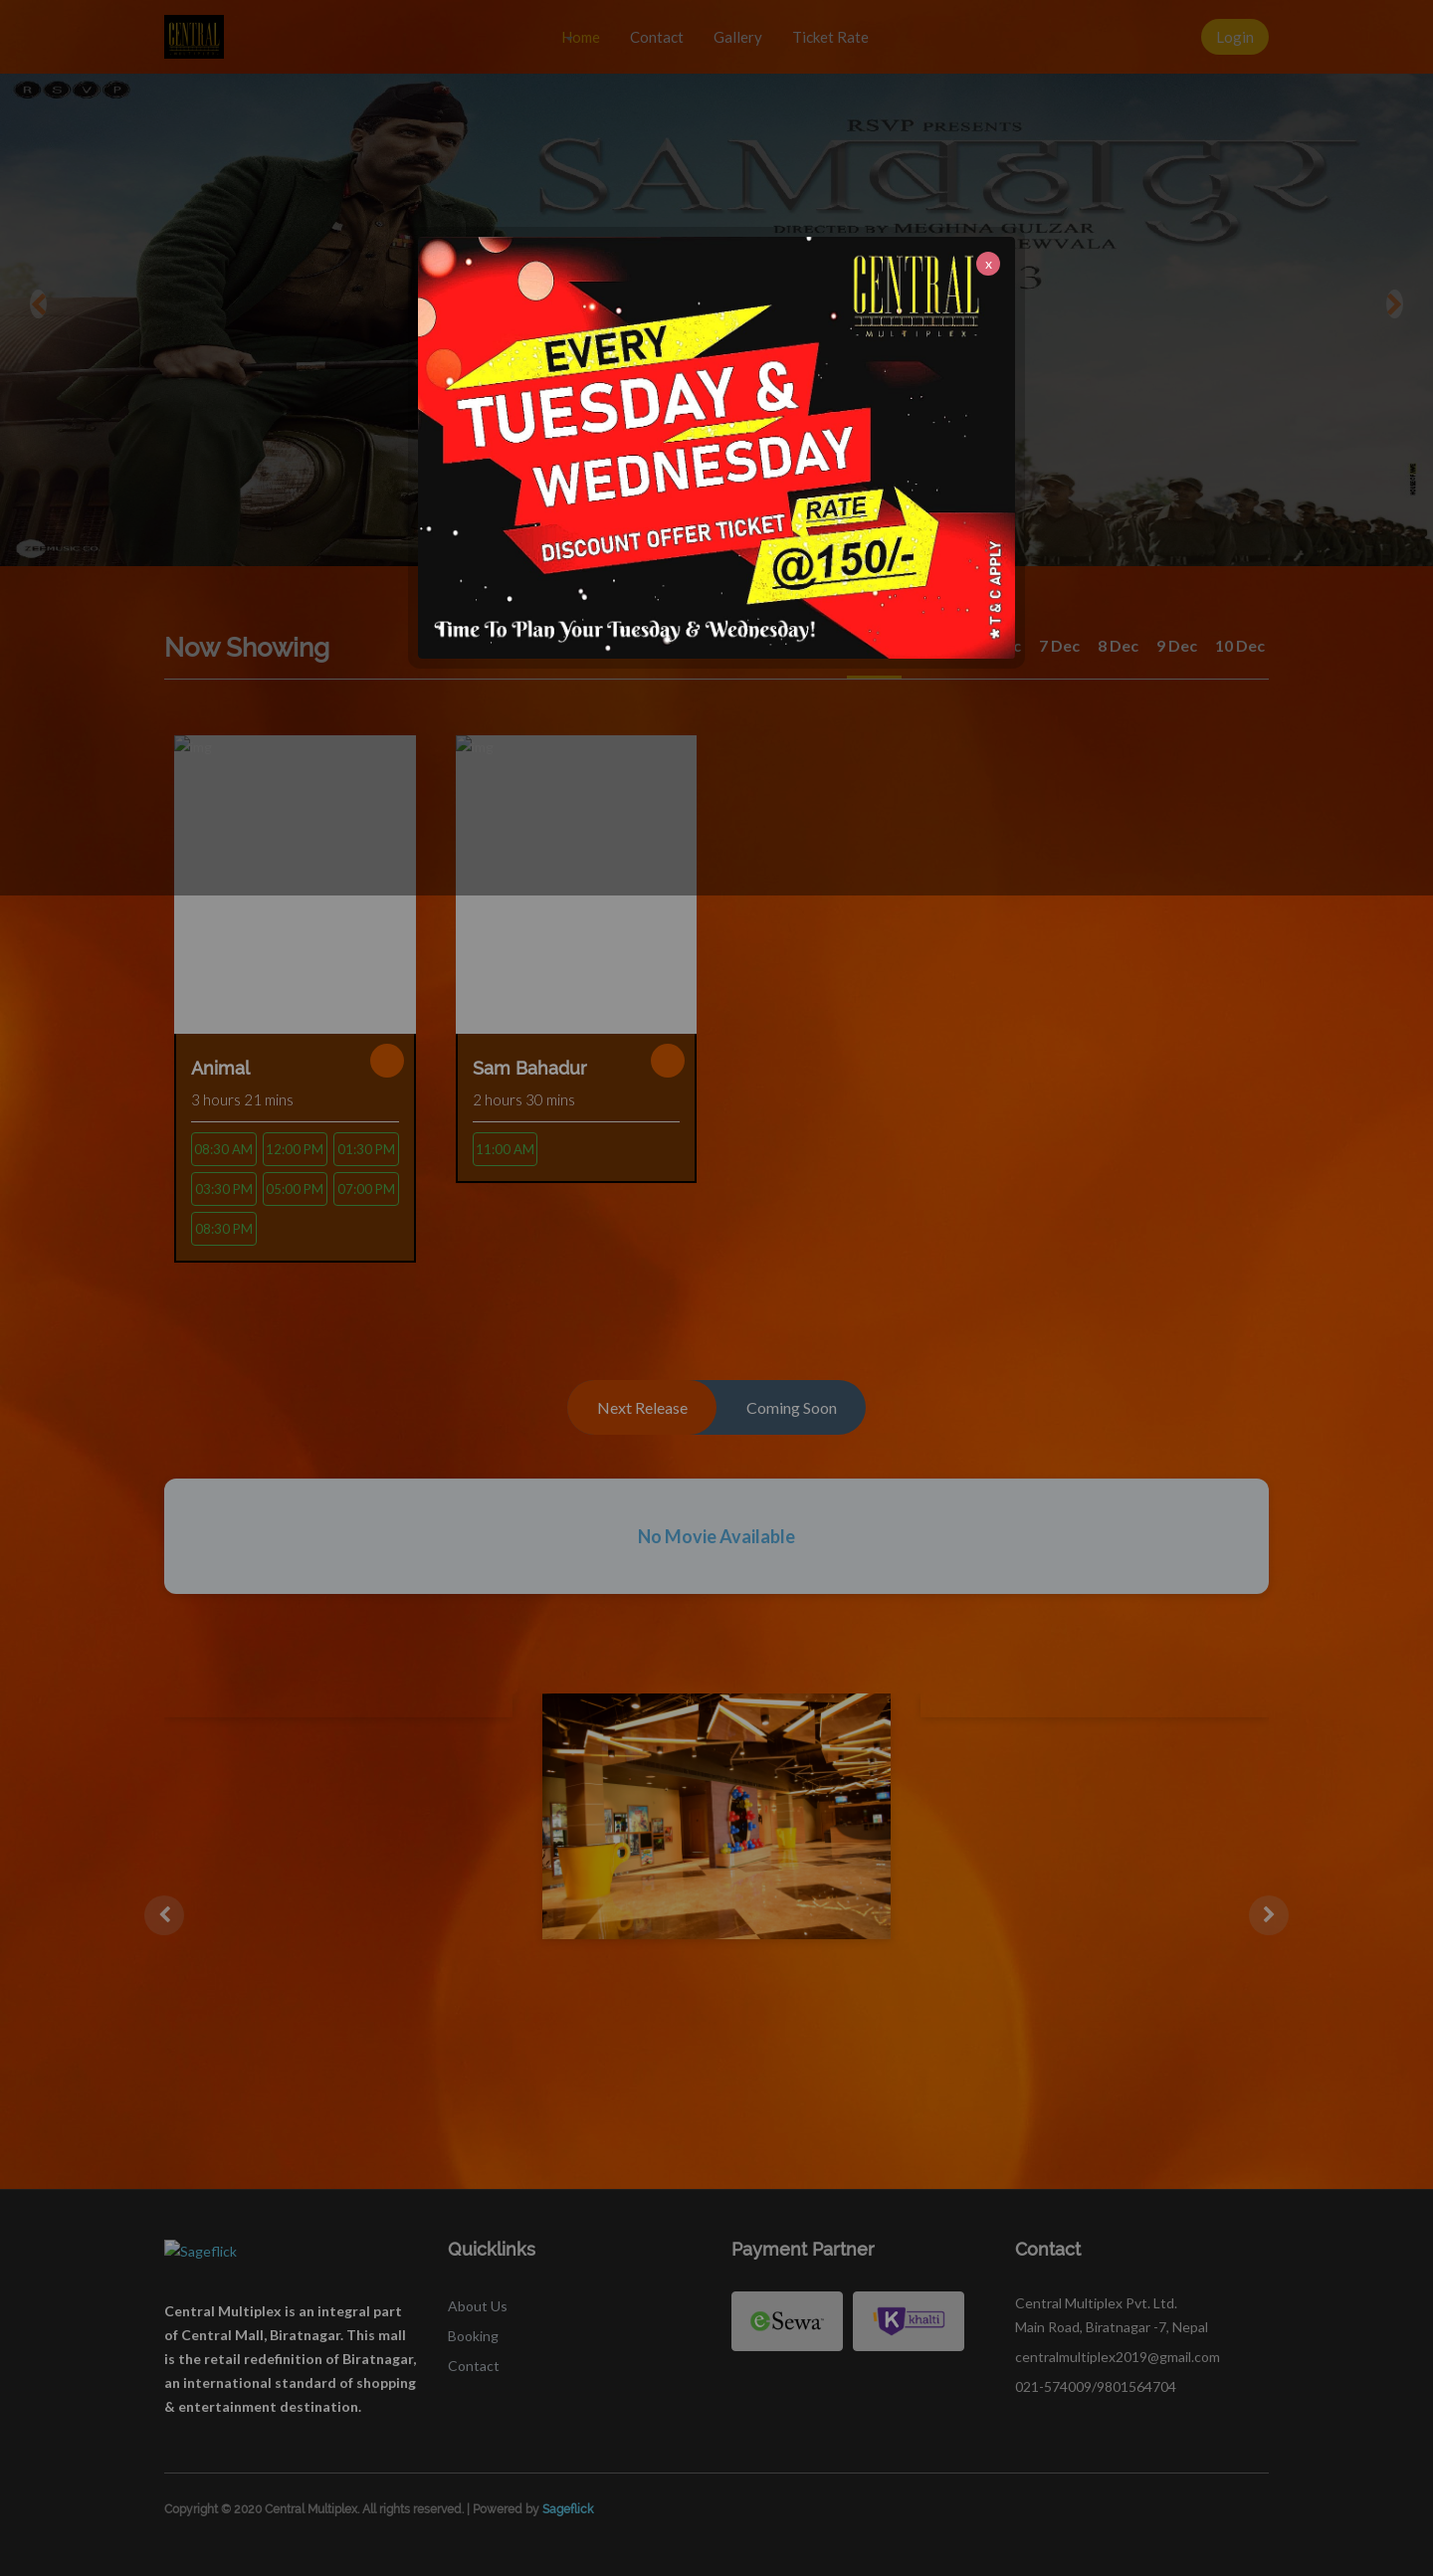 CENTRAL
Home
Contact
Gallery
Ticket Rate
Login
R S V P
RSVP PRESENTS
SAMबहादुर
DIRECTED BY MEGHNA GULZAR
EWVALA
3
ZEE MUSIC CO.
x
CENTRAL
- MULTIPLEX -
EVERY
TUESDAY &
WEDNESDAY
DISCOUNT OFFER TICKET
RATE
@150/-
* T & C APPLY
Time To Plan Your Tuesday & Wednesday!
Now Showing
c
7 Dec
8 Dec
9 Dec
10 Dec
Animal
3 hours 21 mins
08:30 AM
12:00 PM
01:30 PM
03:30 PM
05:00 PM
07:00 PM
08:30 PM
Sam Bahadur
2 hours 30 mins
11:00 AM
Next Release
Coming Soon
No Movie Available
Sageflick
Central Multiplex is an integral part
of Central Mall, Biratnagar. This mall
is the retail redefinition of Biratnagar,
an international standard of shopping
& entertainment destination.
Quicklinks
About Us
Booking
Contact
Payment Partner
eSewa
K khalti
Contact
Central Multiplex Pvt. Ltd.
Main Road, Biratnagar -7, Nepal
centralmultiplex2019@gmail.com
021-574009/9801564704
Copyright © 2020 Central Multiplex. All rights reserved. | Powered by Sageflick